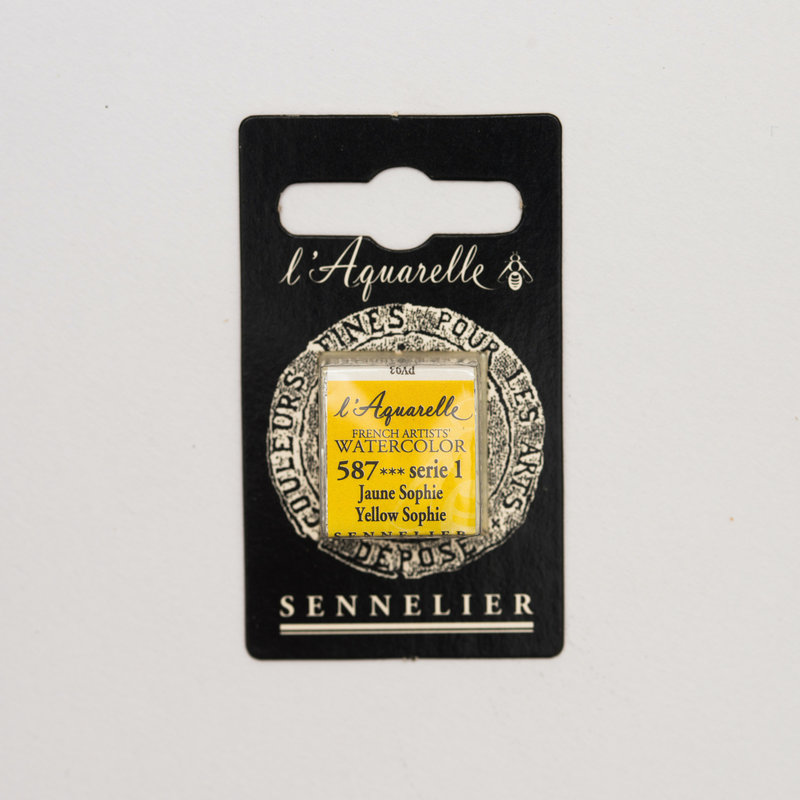 l'Aquarelle
COULEURS FINES POUR LES ARTS
DÉPOSÉ
l'Aquarelle
FRENCH ARTISTS'
WATERCOLOR
587*** serie 1
Jaune Sophie
Yellow Sophie
SENNELIER
SENNELIER